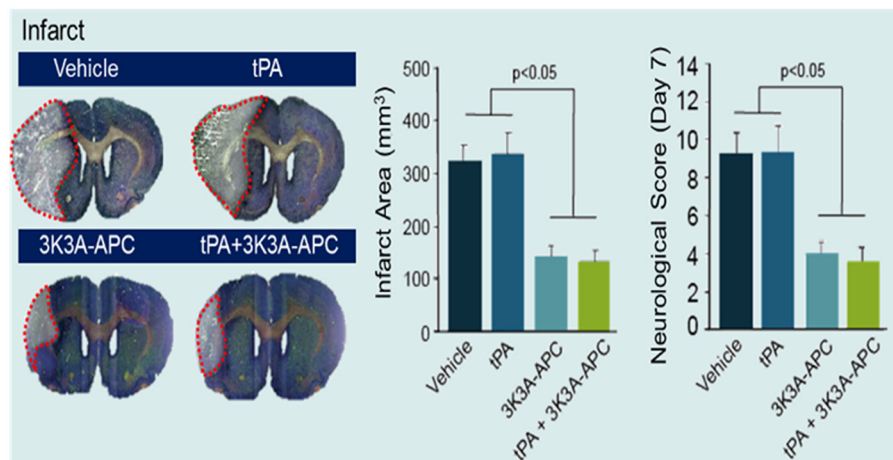 Infarct
Vehicle tPA
3K3A-APC tPA+3K3A-APC
Infarct Area (mm³)
500
400
300
200
100
0
p<0.05
Vehicle
tPA
3K3A-APC
tPA + 3K3A-APC
Neurological Score (Day 7)
14
12
10
8
6
4
2
0
p<0.05
Vehicle
tPA
3K3A-APC
tPA + 3K3A-APC